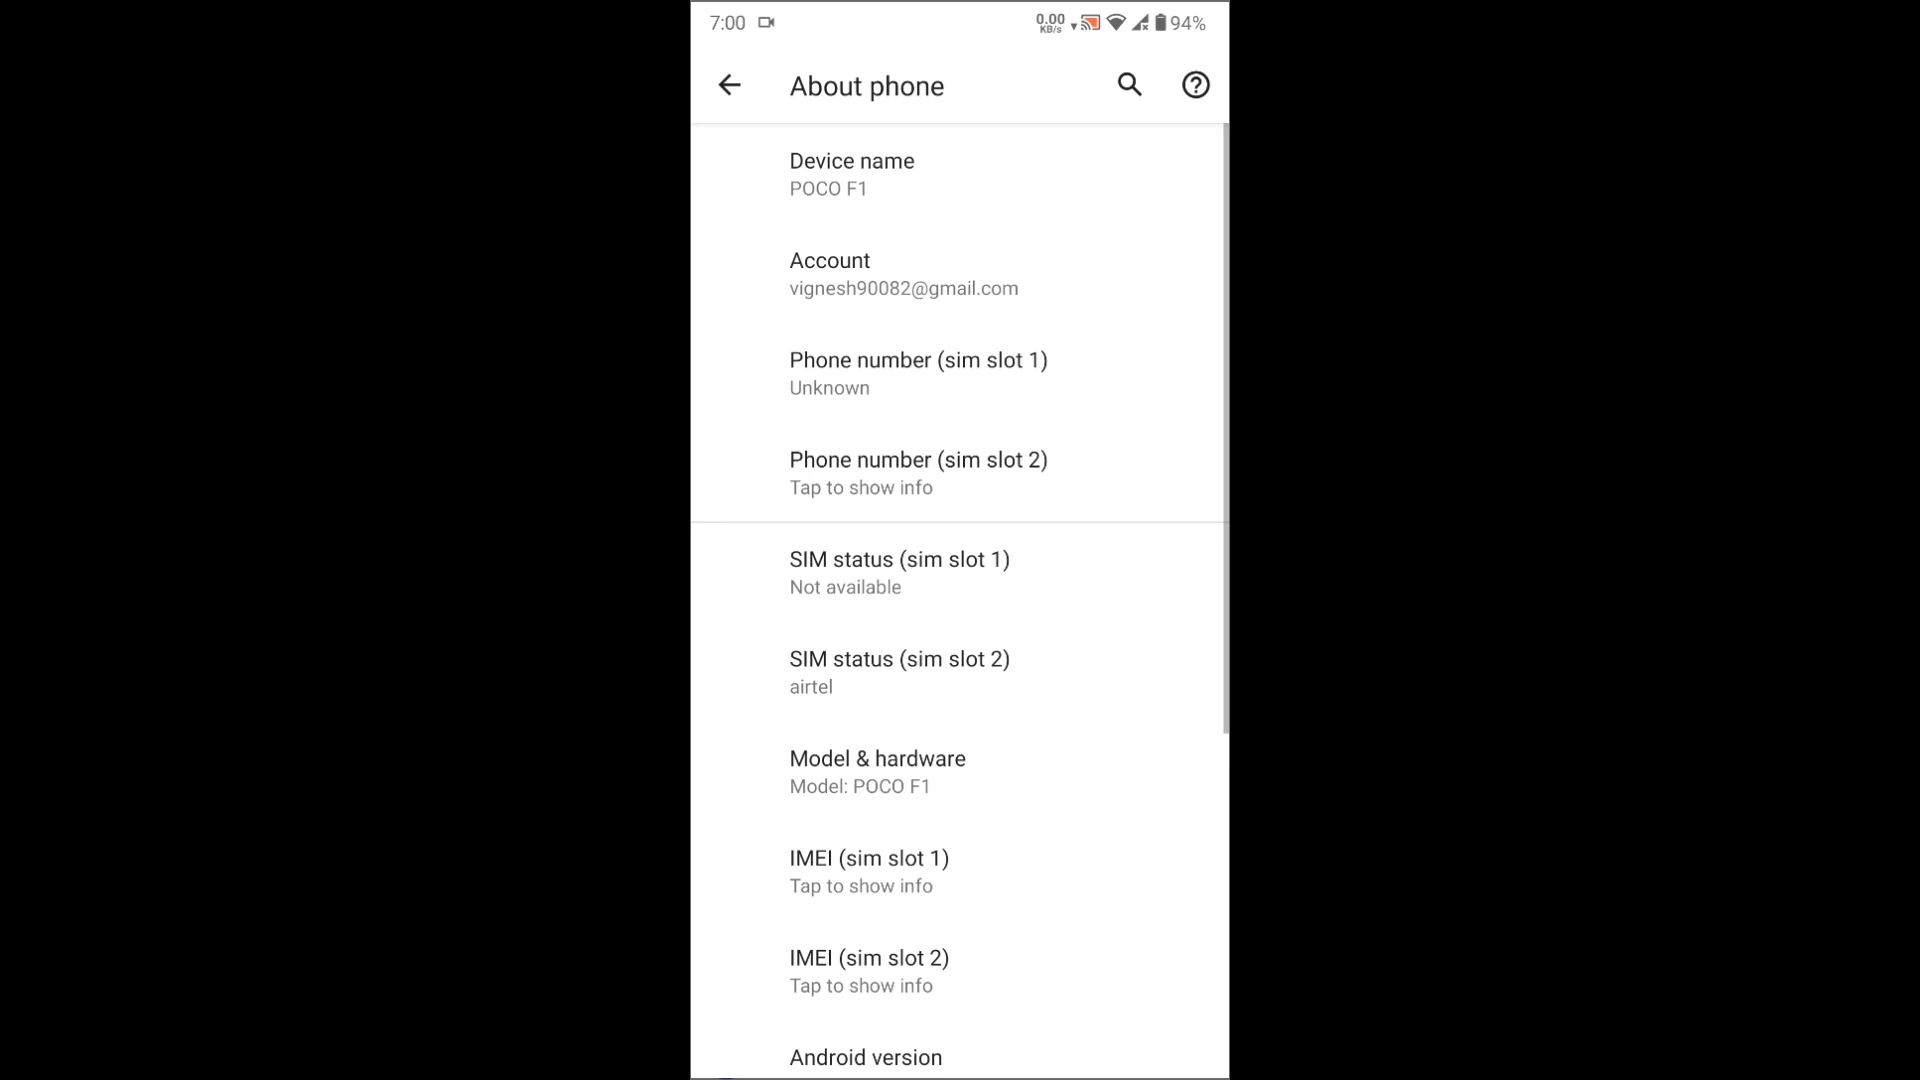 7:00
0.00
KB/s
94%
About phone
Device name
POCO F1
Account
vignesh90082@gmail.com
Phone number (sim slot 1)
Unknown
Phone number (sim slot 2)
Tap to show info
SIM status (sim slot 1)
Not available
SIM status (sim slot 2)
airtel
Model & hardware
Model: POCO F1
IMEI (sim slot 1)
Tap to show info
IMEI (sim slot 2)
Tap to show info
Android version